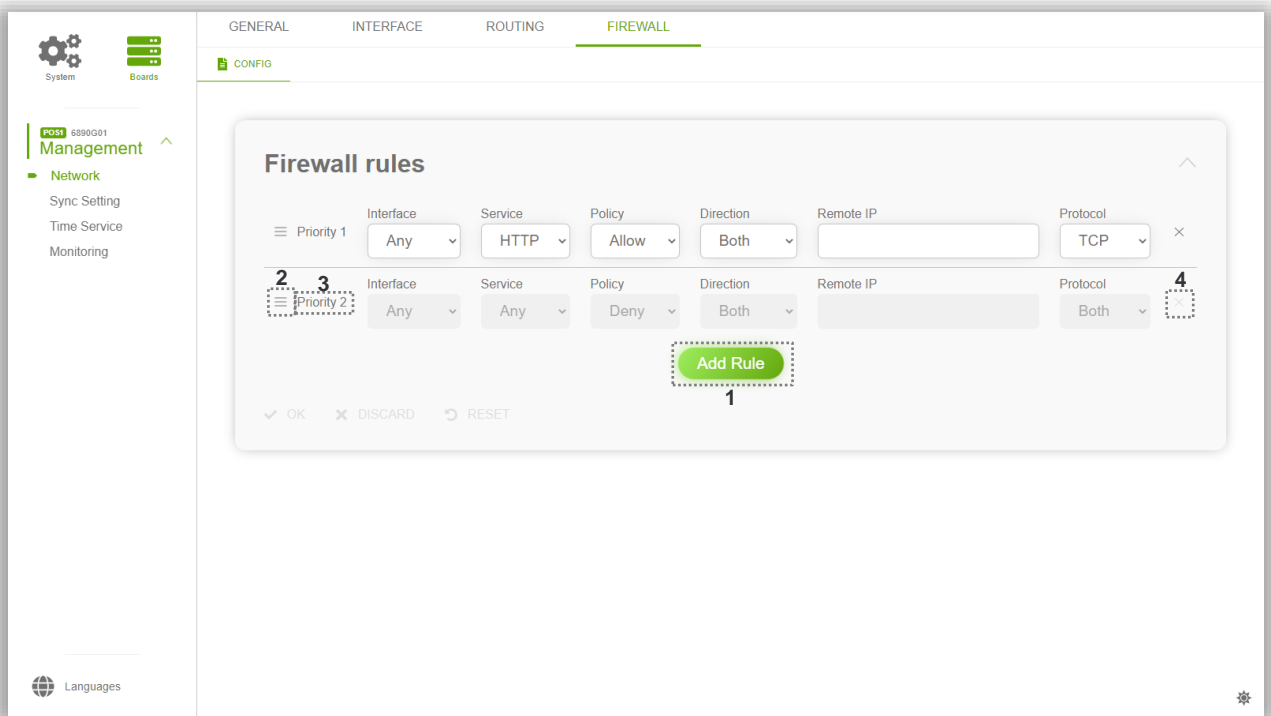 GENERAL INTERFACE ROUTING FIREWALL
System Boards
CONFIG
POS1 6890G01
Management
Network
Sync Setting
Time Service
Monitoring
Firewall rules
Interface Service Policy Direction Remote IP Protocol
Priority 1 Any HTTP Allow Both TCP
2 3 4
Interface Service Policy Direction Remote IP Protocol
Priority 2 Any Any Deny Both Both
Add Rule
1
OK DISCARD RESET
Languages